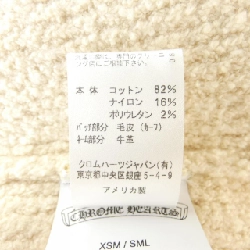 本体 コットン 82%
ナイロン 16%
ポリウレタン 2%
パッチ部分 毛皮(カーフ)
ネーム部分 牛革
クロムハーツジャパン(有)
東京都中央区銀座5-4-9
アメリカ製
CHROME HEARTS
XSM / SML